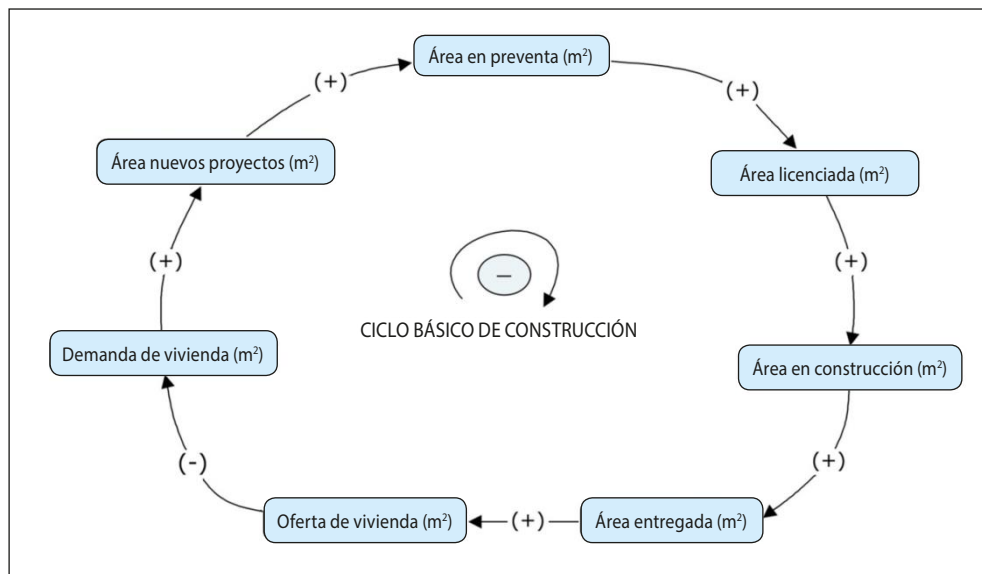 Área en preventa (m²)
(+)
(+)
Área nuevos proyectos (m²)
Área licenciada (m²)
(+)
(+)
–
CICLO BÁSICO DE CONSTRUCCIÓN
Demanda de vivienda (m²)
Área en construcción (m²)
(-)
(+)
Oferta de vivienda (m²)
(+)
Área entregada (m²)